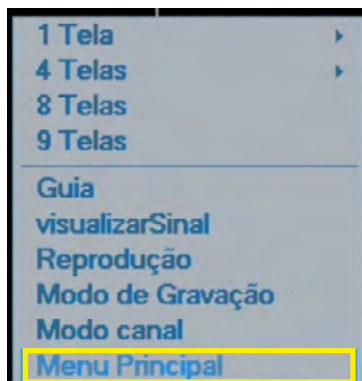 1 Tela
4 Telas
8 Telas
9 Telas
Guia
visualizarSinal
Reprodução
Modo de Gravação
Modo canal
Menu Principal